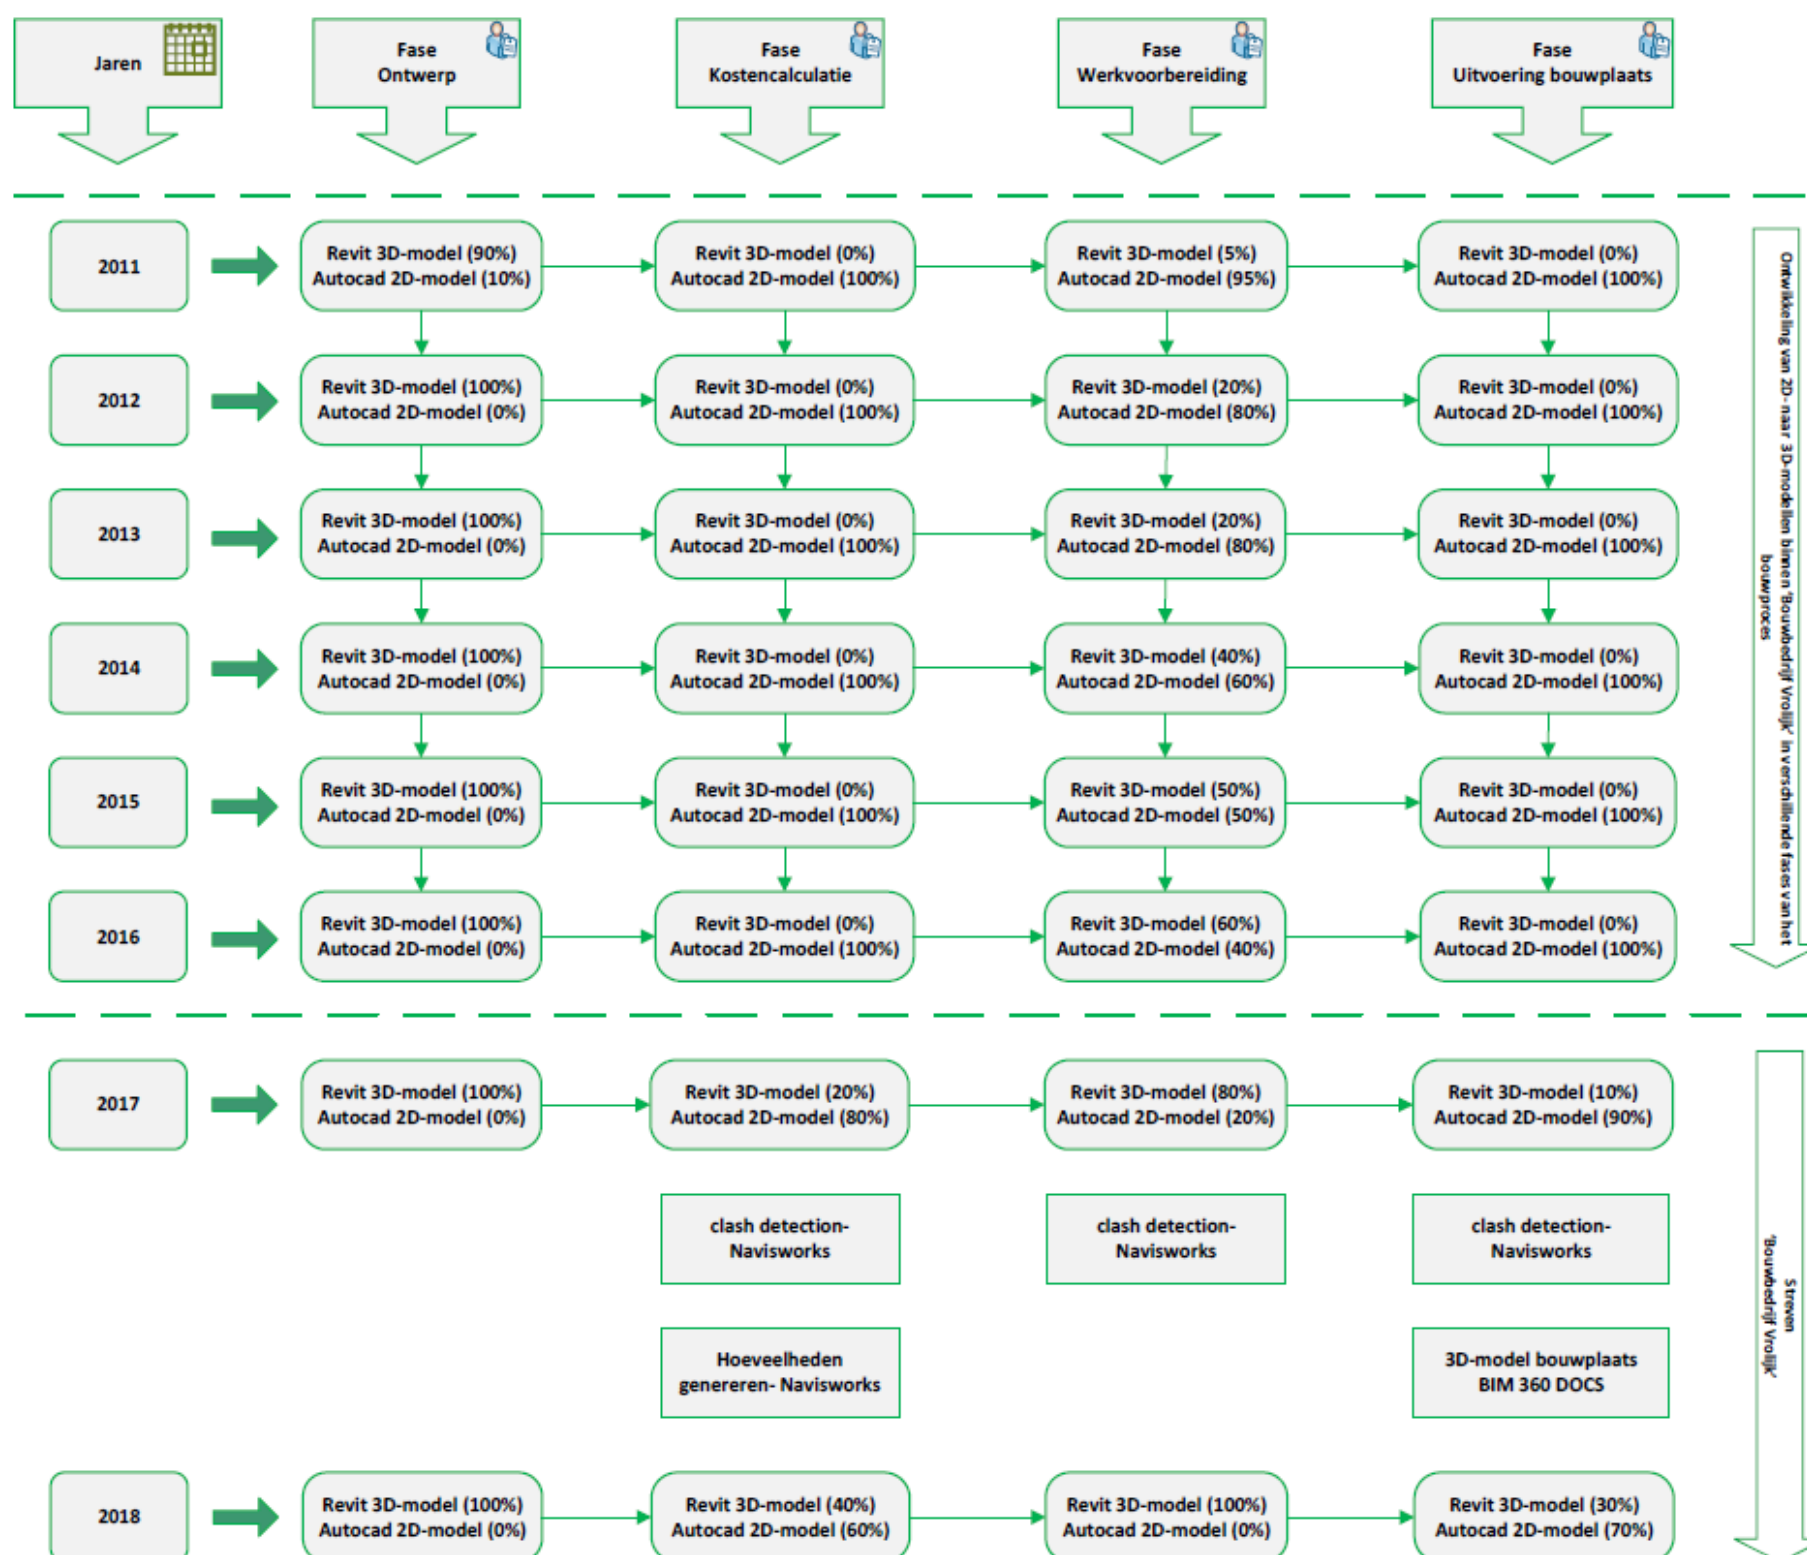 Jaren
Fase
Ontwerp
Fase
Kostencalculatie
Fase
Werkvoorbereiding
Fase
Uitvoering bouwplaats
2011
Revit 3D-model (90%)
Autocad 2D-model (10%)
Revit 3D-model (0%)
Autocad 2D-model (100%)
Revit 3D-model (5%)
Autocad 2D-model (95%)
Revit 3D-model (0%)
Autocad 2D-model (100%)
2012
Revit 3D-model (100%)
Autocad 2D-model (0%)
Revit 3D-model (0%)
Autocad 2D-model (100%)
Revit 3D-model (20%)
Autocad 2D-model (80%)
Revit 3D-model (0%)
Autocad 2D-model (100%)
2013
Revit 3D-model (100%)
Autocad 2D-model (0%)
Revit 3D-model (0%)
Autocad 2D-model (100%)
Revit 3D-model (20%)
Autocad 2D-model (80%)
Revit 3D-model (0%)
Autocad 2D-model (100%)
2014
Revit 3D-model (100%)
Autocad 2D-model (0%)
Revit 3D-model (0%)
Autocad 2D-model (100%)
Revit 3D-model (40%)
Autocad 2D-model (60%)
Revit 3D-model (0%)
Autocad 2D-model (100%)
2015
Revit 3D-model (100%)
Autocad 2D-model (0%)
Revit 3D-model (0%)
Autocad 2D-model (100%)
Revit 3D-model (50%)
Autocad 2D-model (50%)
Revit 3D-model (0%)
Autocad 2D-model (100%)
2016
Revit 3D-model (100%)
Autocad 2D-model (0%)
Revit 3D-model (0%)
Autocad 2D-model (100%)
Revit 3D-model (60%)
Autocad 2D-model (40%)
Revit 3D-model (0%)
Autocad 2D-model (100%)
Ontwikkeling van 2D- naar 3D-modellen binnen 'Bouwbedrijf Vrolijk' in verschillende fases van het
bouwproces
2017
Revit 3D-model (100%)
Autocad 2D-model (0%)
Revit 3D-model (20%)
Autocad 2D-model (80%)
Revit 3D-model (80%)
Autocad 2D-model (20%)
Revit 3D-model (10%)
Autocad 2D-model (90%)
clash detection-
Navisworks
clash detection-
Navisworks
clash detection-
Navisworks
Hoeveelheden
genereren- Navisworks
3D-model bouwplaats
BIM 360 DOCS
Streven
'Bouwbedrijf Vrolijk'
2018
Revit 3D-model (100%)
Autocad 2D-model (0%)
Revit 3D-model (40%)
Autocad 2D-model (60%)
Revit 3D-model (100%)
Autocad 2D-model (0%)
Revit 3D-model (30%)
Autocad 2D-model (70%)